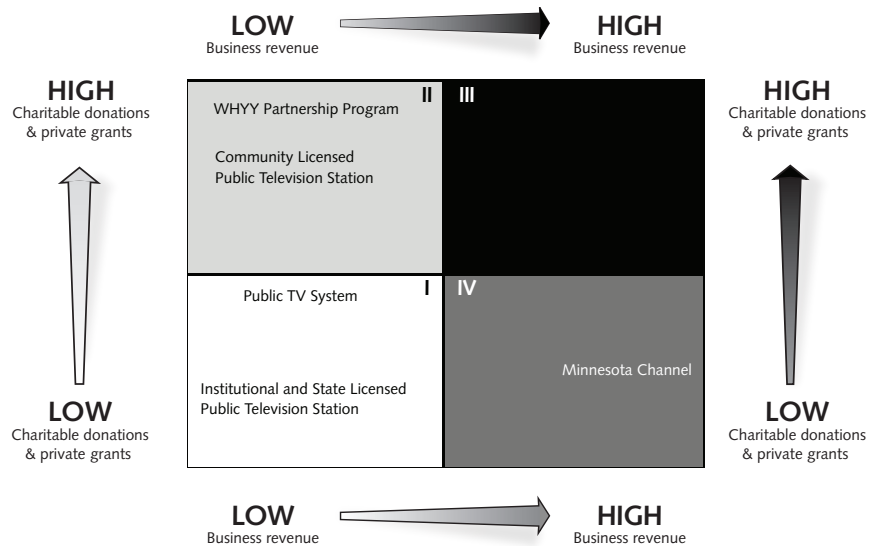 LOW
Business revenue
HIGH
Business revenue
HIGH
Charitable donations
& private grants
II
III
HIGH
Charitable donations
& private grants
WHYY Partnership Program
Community Licensed
Public Television Station
I
IV
Public TV System
Minnesota Channel
Institutional and State Licensed
Public Television Station
LOW
Charitable donations
& private grants
LOW
Charitable donations
& private grants
LOW
Business revenue
HIGH
Business revenue